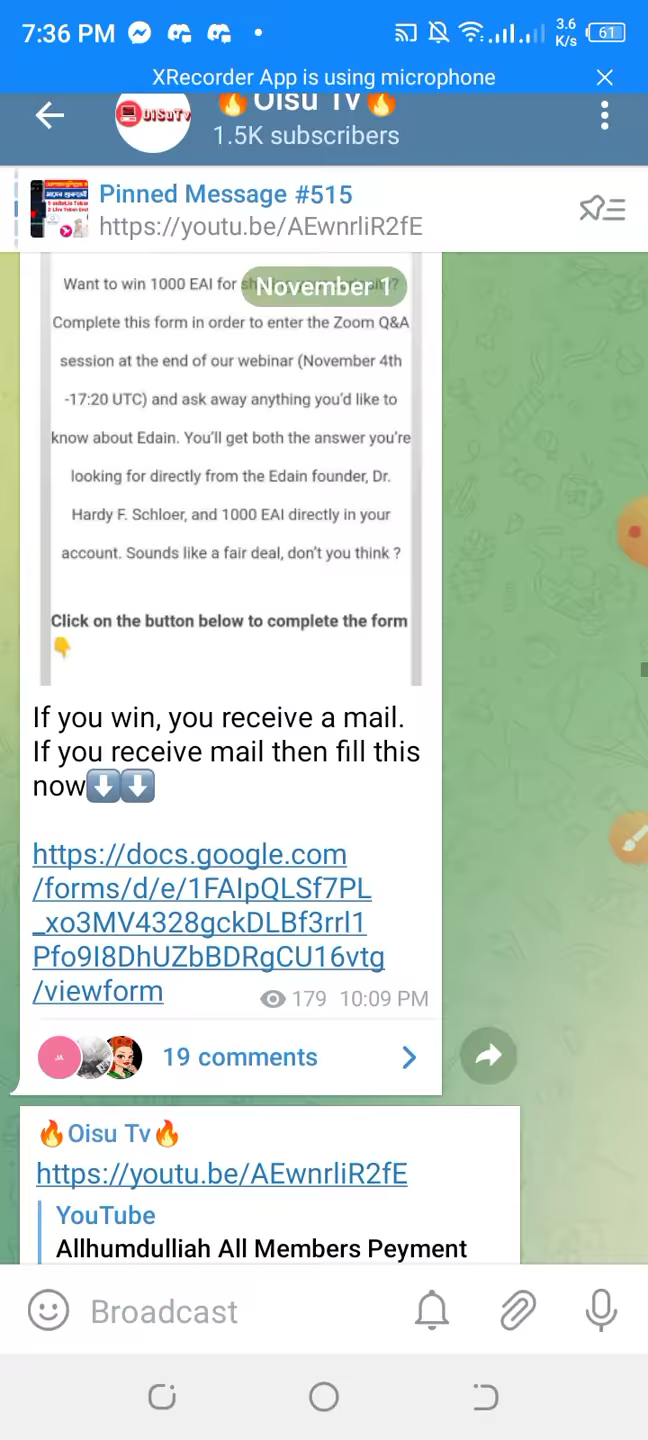 7:36 PM
3.6
K/s
61
XRecorder App is using microphone
🔥Oisu Tv🔥
OiSUTv
1.5K subscribers
Pinned Message #515
https://youtu.be/AEwnrliR2fE
November 1
Want to win 1000 EAI for
Complete this form in order to enter the Zoom Q&A
session at the end of our webinar (November 4th
-17:20 UTC) and ask away anything you'd like to
know about Edain. You'll get both the answer you're
looking for directly from the Edain founder, Dr.
Hardy F. Schloer, and 1000 EAI directly in your
account. Sounds like a fair deal, don't you think ?
Click on the button below to complete the form
👇
If you win, you receive a mail.
If you receive mail then fill this
now⬇️⬇️
https://docs.google.com
/forms/d/e/1FAIpQLSf7PL
_xo3MV4328gckDLBf3rrl1
Pfo9I8DhUZbBDRgCU16vtg
/viewform
179 10:09 PM
19 comments
🔥Oisu Tv🔥
https://youtu.be/AEwnrliR2fE
YouTube
Allhumdulliah All Members Peyment
Broadcast